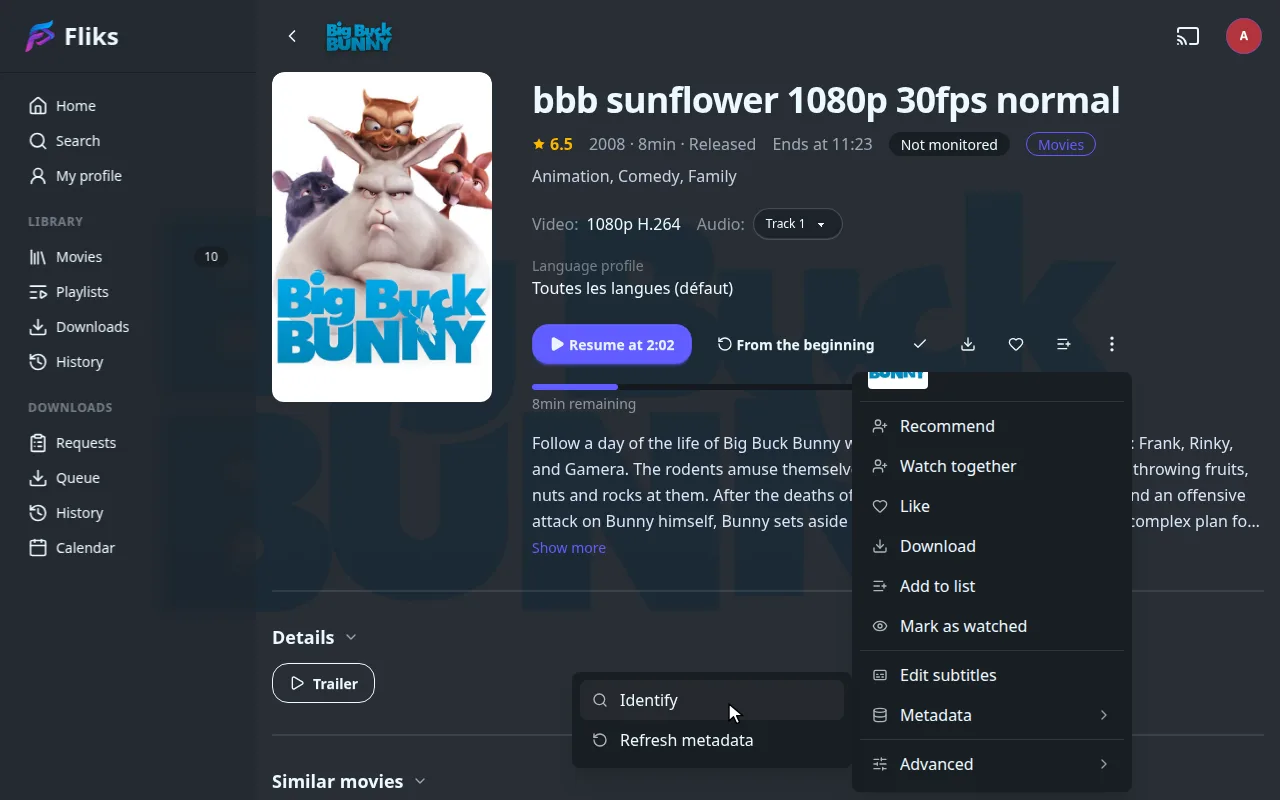 Fliks
Big Buck
BUNNY
A
Home
Search
My profile
LIBRARY
Movies
10
Playlists
Downloads
History
DOWNLOADS
Requests
Queue
History
Calendar
Big Buck
BUNNY
bbb sunflower 1080p 30fps normal
6.5
2008 · 8min · Released
Ends at 11:23
Not monitored
Movies
Animation, Comedy, Family
Video: 1080p H.264 Audio: Track 1
Language profile
Toutes les langues (défaut)
Resume at 2:02
From the beginning
8min remaining
Follow a day of the life of Big Buck Bunny w
: Frank, Rinky,
and Gamera. The rodents amuse themselv
throwing fruits,
nuts and rocks at them. After the deaths of
nd an offensive
attack on Bunny himself, Bunny sets aside
complex plan fo...
Show more
BUNNY
Recommend
Watch together
Like
Download
Add to list
Mark as watched
Edit subtitles
Metadata
Advanced
Identify
Refresh metadata
Details
Trailer
Similar movies